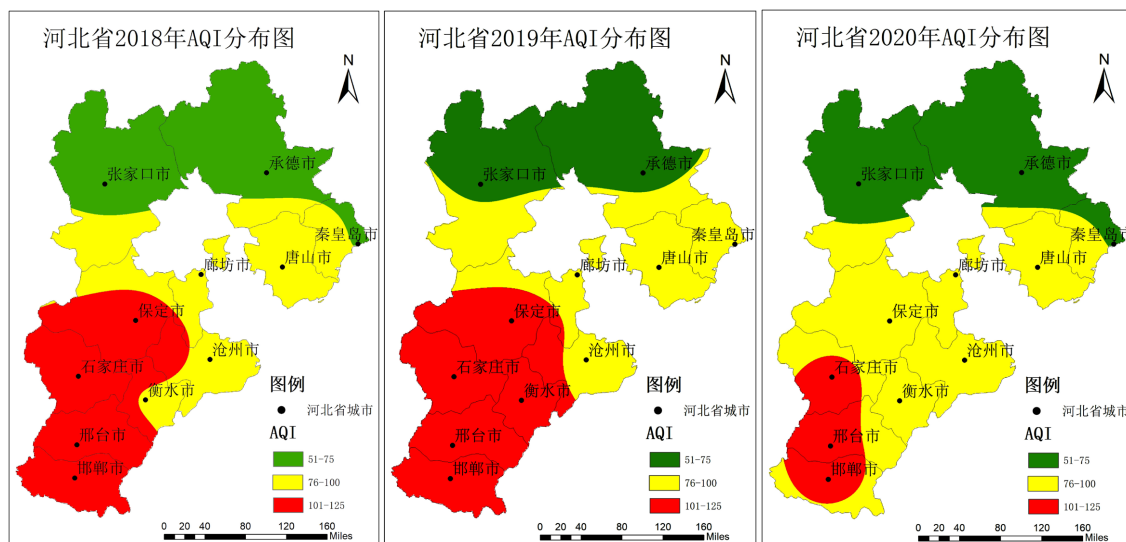 河北省2018年AQI分布图
N
承德市
张家口市
秦皇岛市
唐山市
廊坊市
保定市
沧州市
石家庄市
衡水市
邢台市
邯郸市
图例
河北省城市
AQI
51-75
76-100
101-125
0 20 40 80 120 160
Miles
河北省2019年AQI分布图
N
承德市
张家口市
秦皇岛市
唐山市
廊坊市
保定市
沧州市
石家庄市
衡水市
邢台市
邯郸市
图例
河北省城市
AQI
51-75
76-100
101-125
0 20 40 80 120 160
Miles
河北省2020年AQI分布图
N
承德市
张家口市
秦皇岛市
唐山市
廊坊市
保定市
沧州市
石家庄市
衡水市
邢台市
邯郸市
图例
河北省城市
AQI
51-75
76-100
101-125
0 20 40 80 120 160
Miles